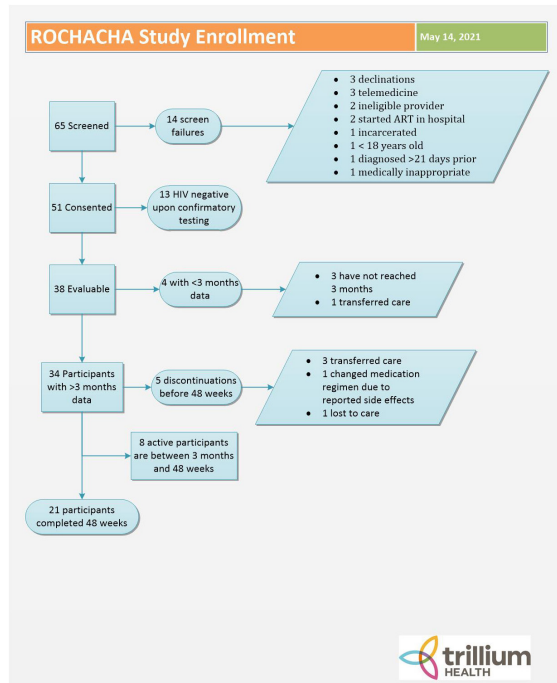 ROCHACHA Study Enrollment
May 14, 2021
65 Screened
14 screen
failures
• 3 declinations
• 3 telemedicine
• 2 ineligible provider
• 2 started ART in hospital
• 1 incarcerated
• 1 < 18 years old
• 1 diagnosed >21 days prior
• 1 medically inappropriate
51 Consented
13 HIV negative
upon confirmatory
testing
38 Evaluable
4 with <3 months
data
• 3 have not reached
3 months
• 1 transferred care
34 Participants
with >3 months
data
5 discontinuations
before 48 weeks
• 3 transferred care
• 1 changed medication
regimen due to
reported side effects
• 1 lost to care
8 active participants
are between 3 months
and 48 weeks
21 participants
completed 48 weeks
trillium
HEALTH